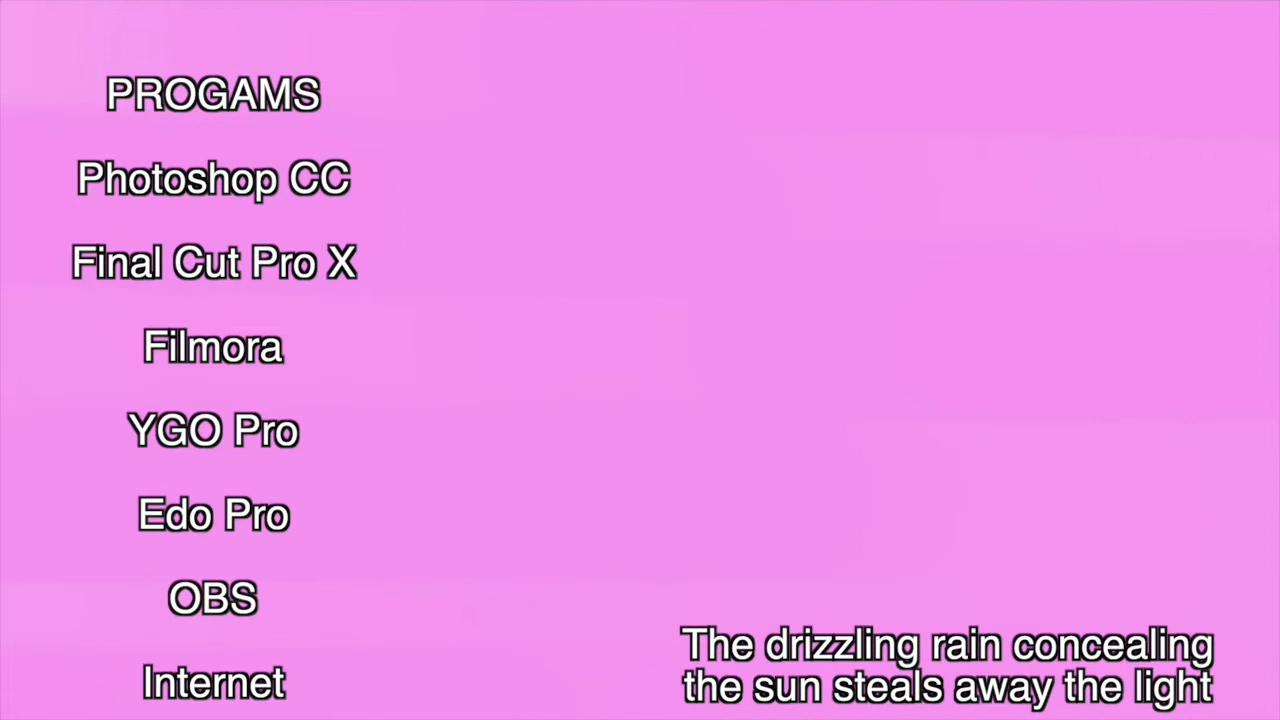 PROGAMS
Photoshop CC
Final Cut Pro X
Filmora
YGO Pro
Edo Pro
OBS
Internet
The drizzling rain concealing
the sun steals away the light